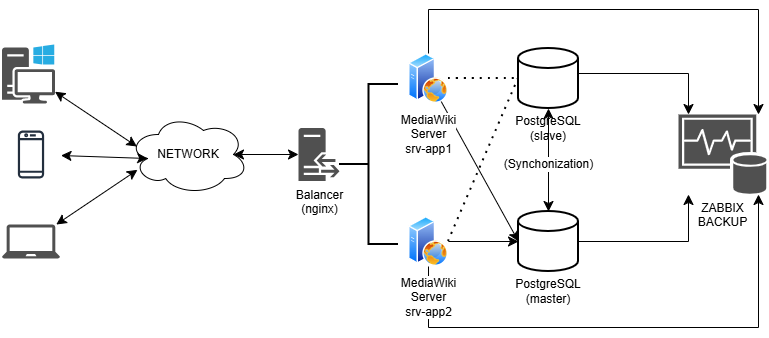 NETWORK
Balancer
(nginx)
MediaWiki
Server
srv-app1
PostgreSQL
(slave)
(Synchonization)
MediaWiki
Server
srv-app2
PostgreSQL
(master)
ZABBIX
BACKUP